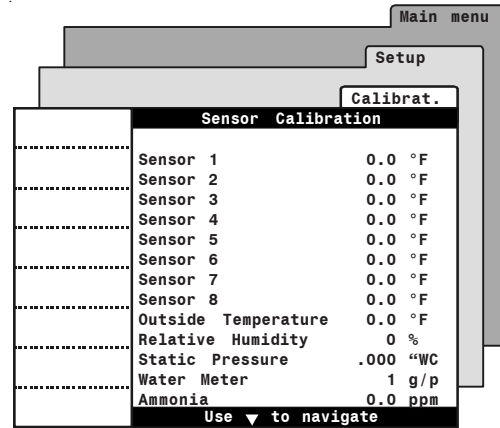 Main menu
Setup
Calibrat.
Sensor Calibration
Sensor 1 0.0 °F
Sensor 2 0.0 °F
Sensor 3 0.0 °F
Sensor 4 0.0 °F
Sensor 5 0.0 °F
Sensor 6 0.0 °F
Sensor 7 0.0 °F
Sensor 8 0.0 °F
Outside Temperature 0.0 °F
Relative Humidity 0 %
Static Pressure .000 “WC
Water Meter 1 g/p
Ammonia 0.0 ppm
Use ▼ to navigate